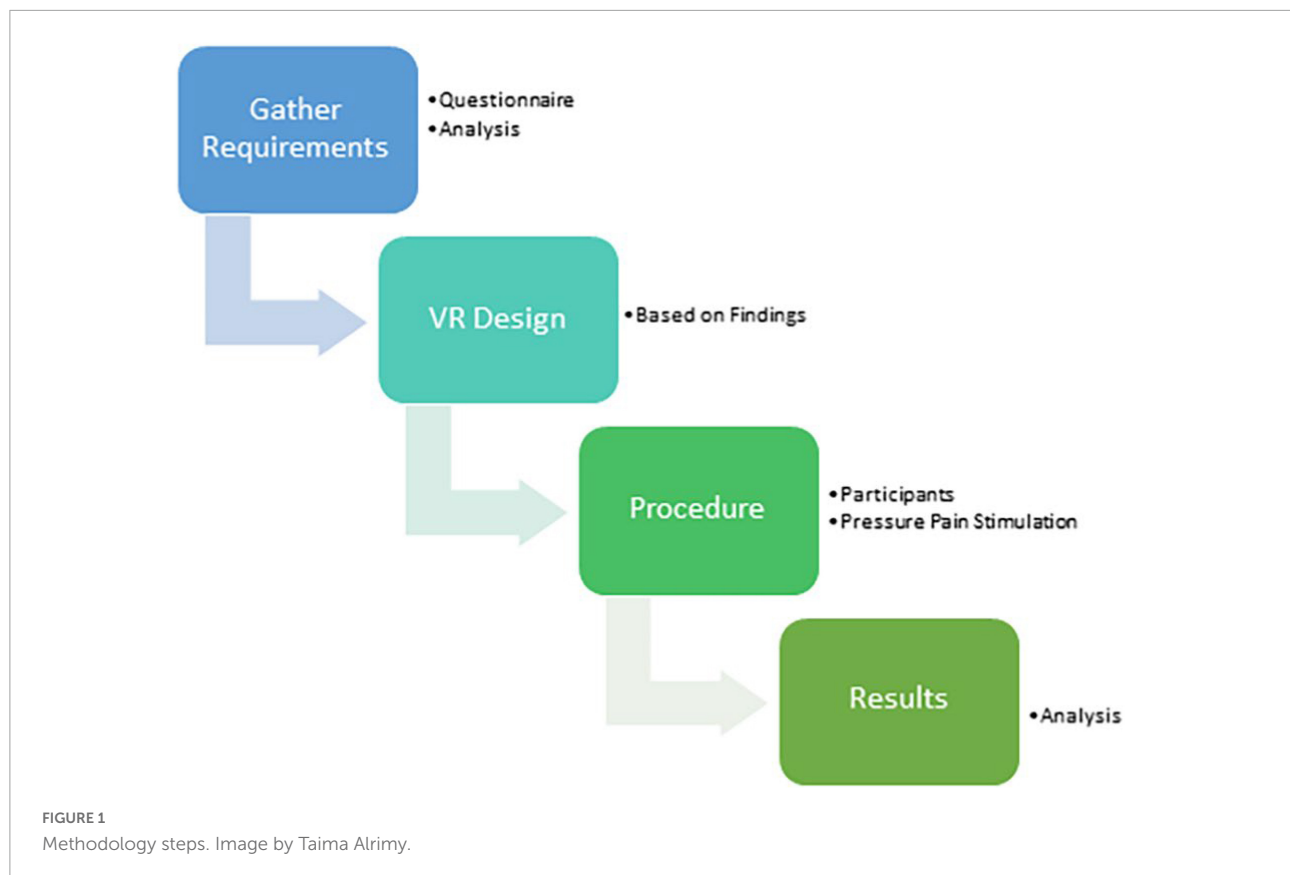 Gather
Requirements
•Questionnaire
•Analysis
VR Design
•Based on Findings
Procedure
•Participants
•Pressure Pain Stimulation
Results
•Analysis
FIGURE 1
Methodology steps. Image by Taima Alrimy.